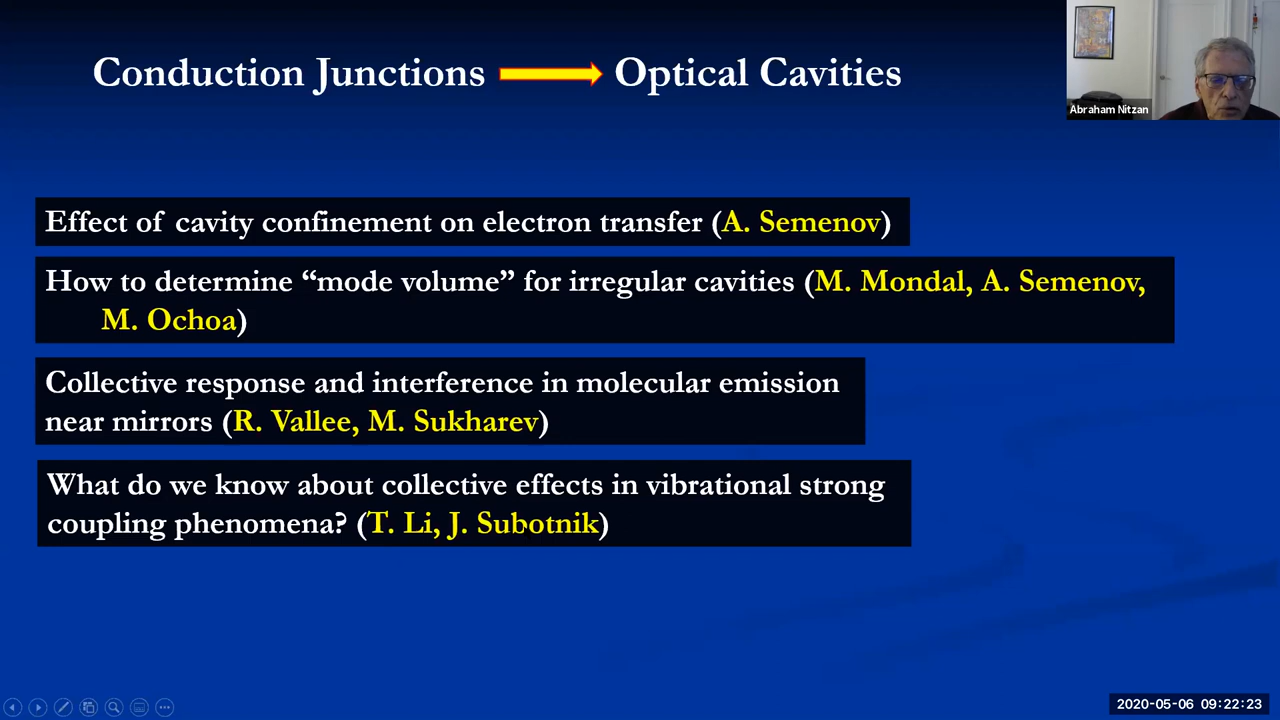 Conduction Junctions Optical Cavities
Abraham Nitzan
Effect of cavity confinement on electron transfer (A. Semenov)
How to determine “mode volume” for irregular cavities (M. Mondal, A. Semenov,
M. Ochoa)
Collective response and interference in molecular emission
near mirrors (R. Vallee, M. Sukharev)
What do we know about collective effects in vibrational strong
coupling phenomena? (T. Li, J. Subotnik)
2020-05-06 09:22:23